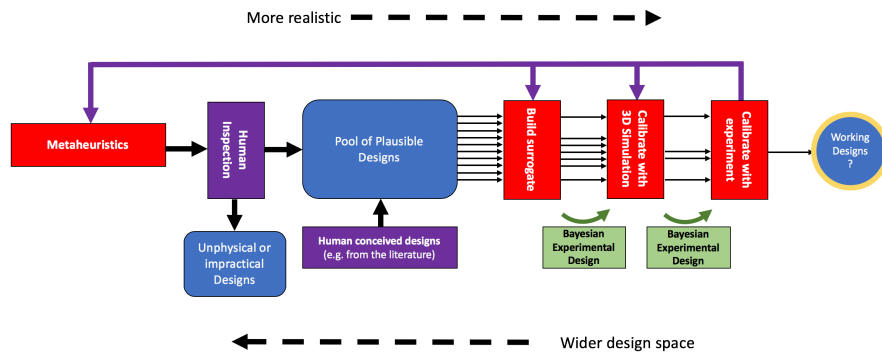 More realistic
Metaheuristics
Human
Inspection
Pool of Plausible
Designs
Build surrogate
Calibrate with
3D Simulation
Calibrate with
experiment
Working
Designs
?
Unphysical or
impractical
Designs
Human conceived designs
(e.g. from the literature)
Bayesian
Experimental
Design
Bayesian
Experimental
Design
Wider design space